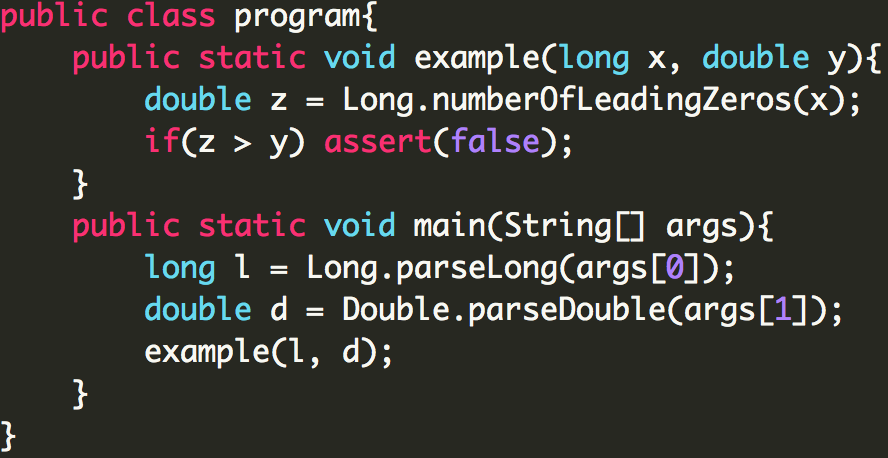 public class program{
    public static void example(long x, double y){
        double z = Long.numberOfLeadingZeros(x);
        if(z > y) assert(false);
    }
    public static void main(String[] args){
        long l = Long.parseLong(args[0]);
        double d = Double.parseDouble(args[1]);
        example(l, d);
    }
}